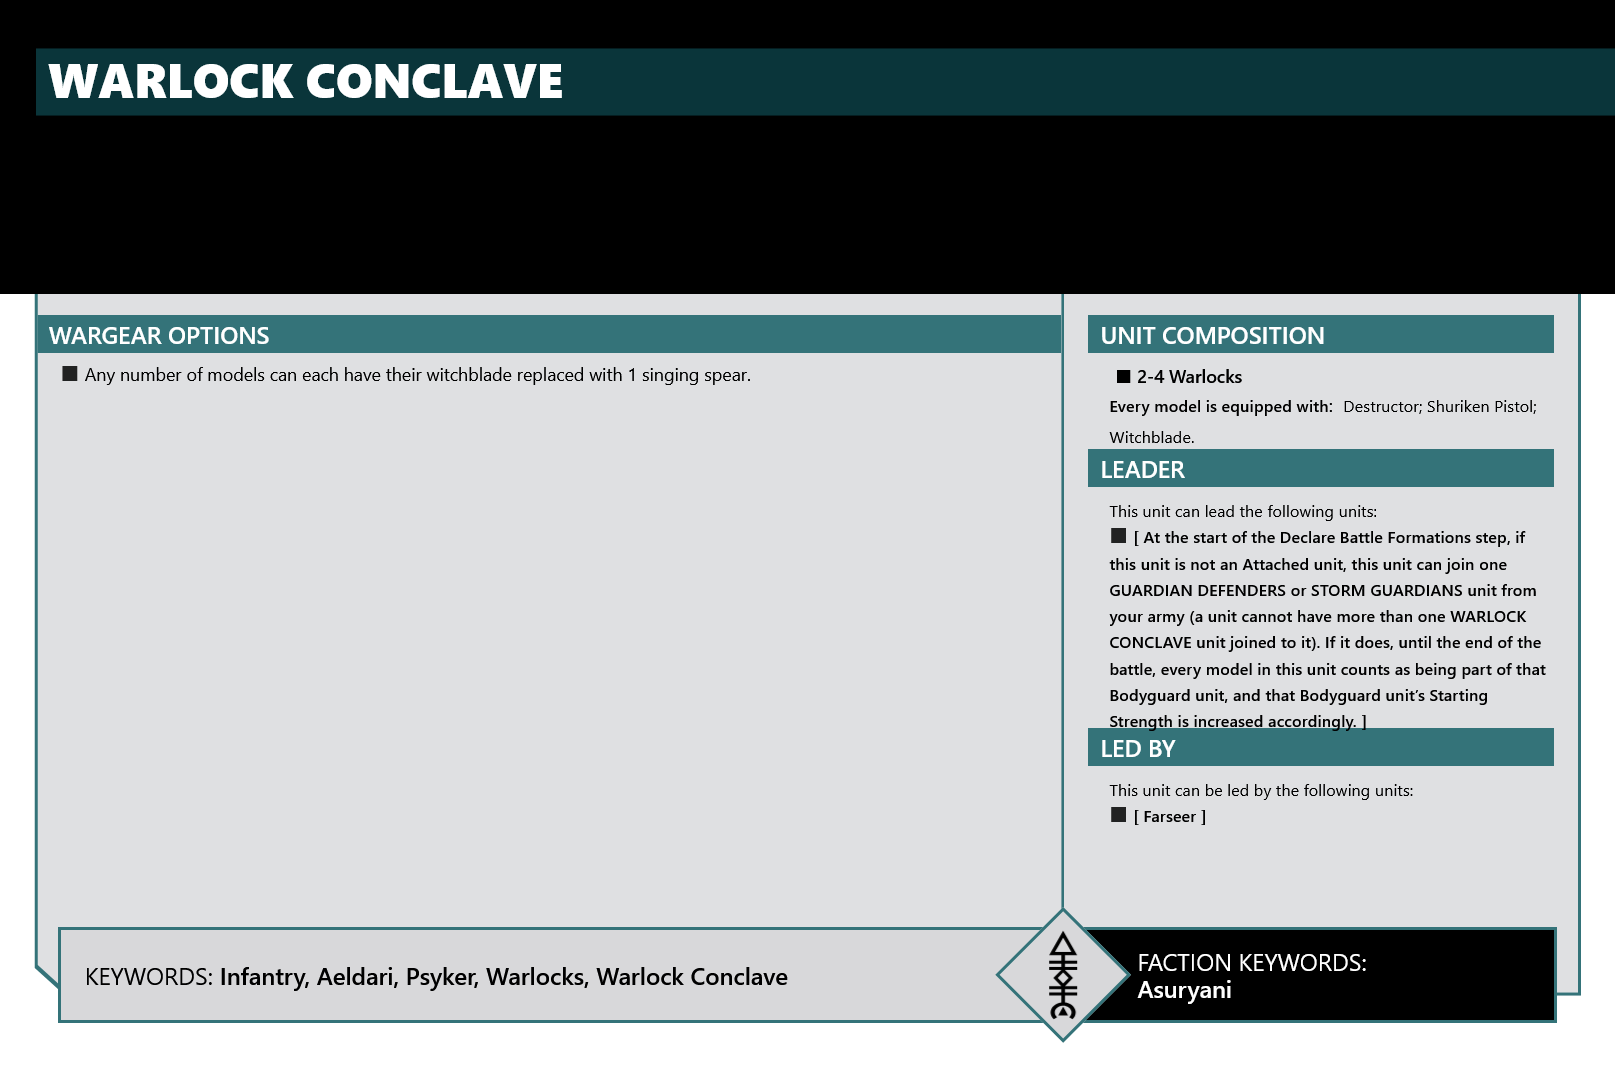 WARLOCK CONCLAVE
WARGEAR OPTIONS
■ Any number of models can each have their witchblade replaced with 1 singing spear.
UNIT COMPOSITION
■ 2-4 Warlocks
Every model is equipped with: Destructor; Shuriken Pistol;
Witchblade.
LEADER
This unit can lead the following units:
■ [ At the start of the Declare Battle Formations step, if
this unit is not an Attached unit, this unit can join one
GUARDIAN DEFENDERS or STORM GUARDIANS unit from
your army (a unit cannot have more than one WARLOCK
CONCLAVE unit joined to it). If it does, until the end of the
battle, every model in this unit counts as being part of that
Bodyguard unit, and that Bodyguard unit's Starting
Strength is increased accordingly. ]
LED BY
This unit can be led by the following units:
■ [ Farseer ]
KEYWORDS: Infantry, Aeldari, Psyker, Warlocks, Warlock Conclave
FACTION KEYWORDS:
Asuryani